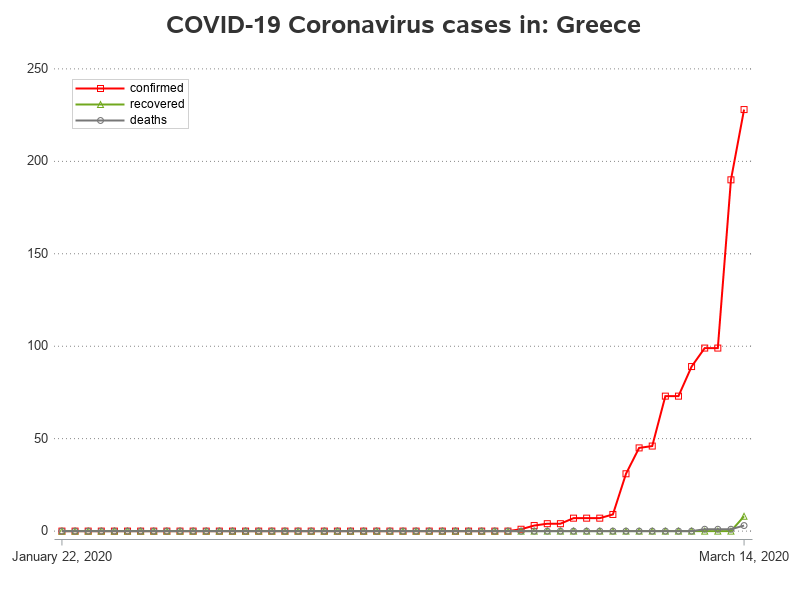 COVID-19 Coronavirus cases in: Greece
250
confirmed
recovered
deaths
200
150
100
50
0
January 22, 2020
March 14, 2020